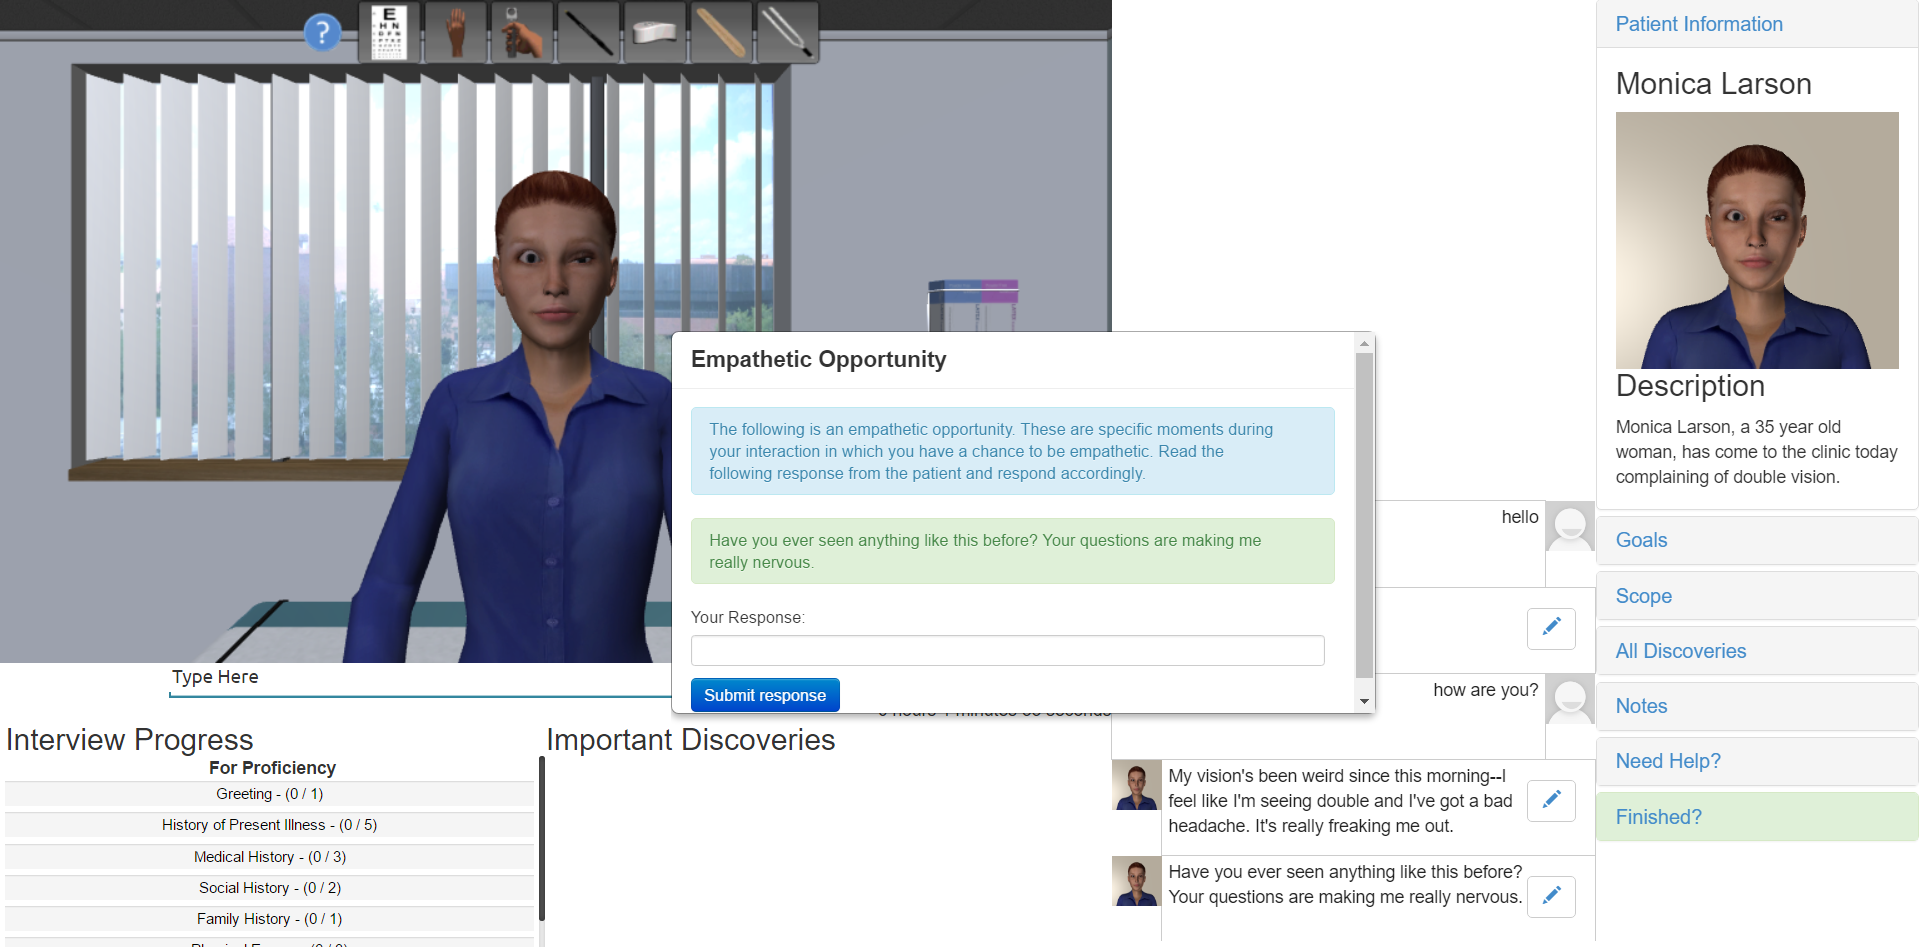 ?
E
H N
Patient Information
Monica Larson
Description
Monica Larson, a 35 year old
woman, has come to the clinic today
complaining of double vision.
Goals
Scope
All Discoveries
Notes
Need Help?
Finished?
Empathetic Opportunity
The following is an empathetic opportunity. These are specific moments during
your interaction in which you have a chance to be empathetic. Read the
following response from the patient and respond accordingly.
Have you ever seen anything like this before? Your questions are making me
really nervous.
Your Response:
Submit response
hello
how are you?
My vision's been weird since this morning--I
feel like I'm seeing double and I've got a bad
headache. It's really freaking me out.
Have you ever seen anything like this before?
Your questions are making me really nervous.
Type Here
Interview Progress
For Proficiency
Greeting - (0 / 1)
History of Present Illness - (0 / 5)
Medical History - (0 / 3)
Social History - (0 / 2)
Family History - (0 / 1)
Important Discoveries